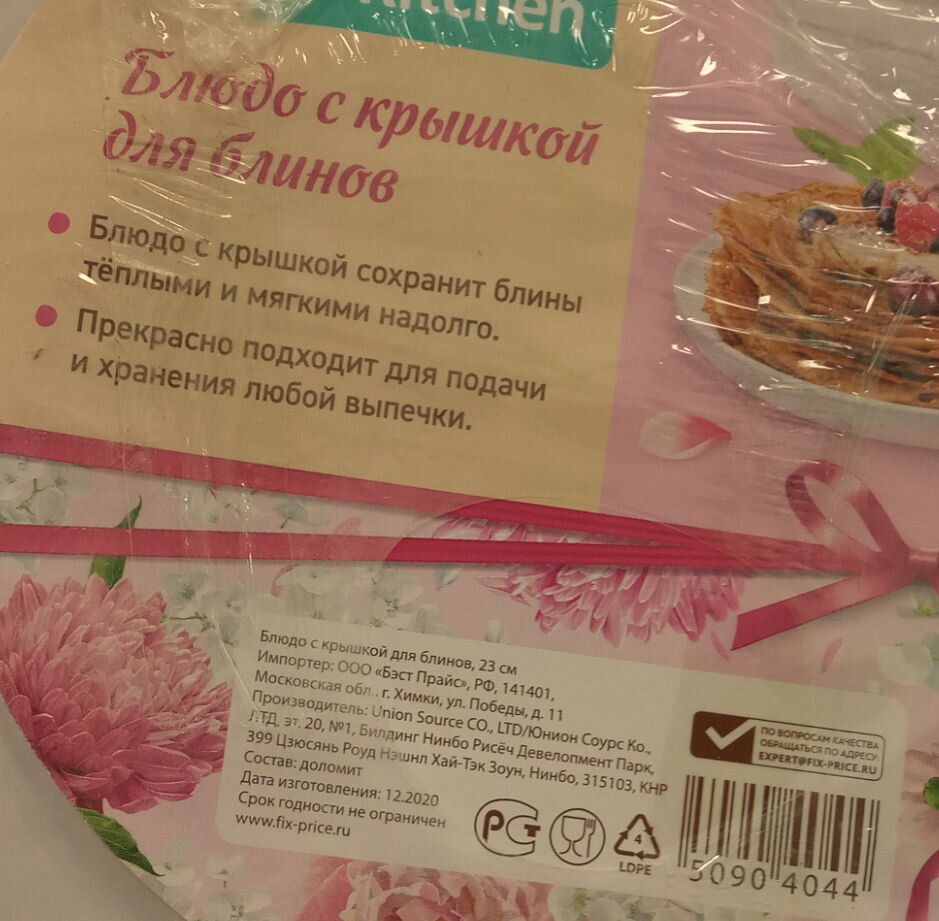 Kitchen
Блюдо с крышкой
для блинов
Блюдо с крышкой сохранит блины
тёплыми и мягкими надолго.
Прекрасно подходит для подачи
и хранения любой выпечки.
Блюдо с крышкой для блинов, 23 см
Импортер: ООО «Бэст Прайс», РФ, 141401,
Московская обл., г. Химки, ул. Победы, д. 11
Производитель: Union Source CO., LTD/Юнион Соурс Ко.,
ЛТД, эт. 20, №1, Билдинг Нинбо Рисёч Девелопмент Парк,
399 Цзюсянь Роуд Нэшнл Хай-Тэк Зоун, Нинбо, 315103, КНР
Состав: доломит
Дата изготовления: 12.2020
Срок годности не ограничен
www.fix-price.ru
ПО ВОПРОСАМ КАЧЕСТВА
ОБРАЩАТЬСЯ ПО АДРЕСУ:
EXPERT@FIX-PRICE.RU
РСТ
4
LDPE
5090 4044